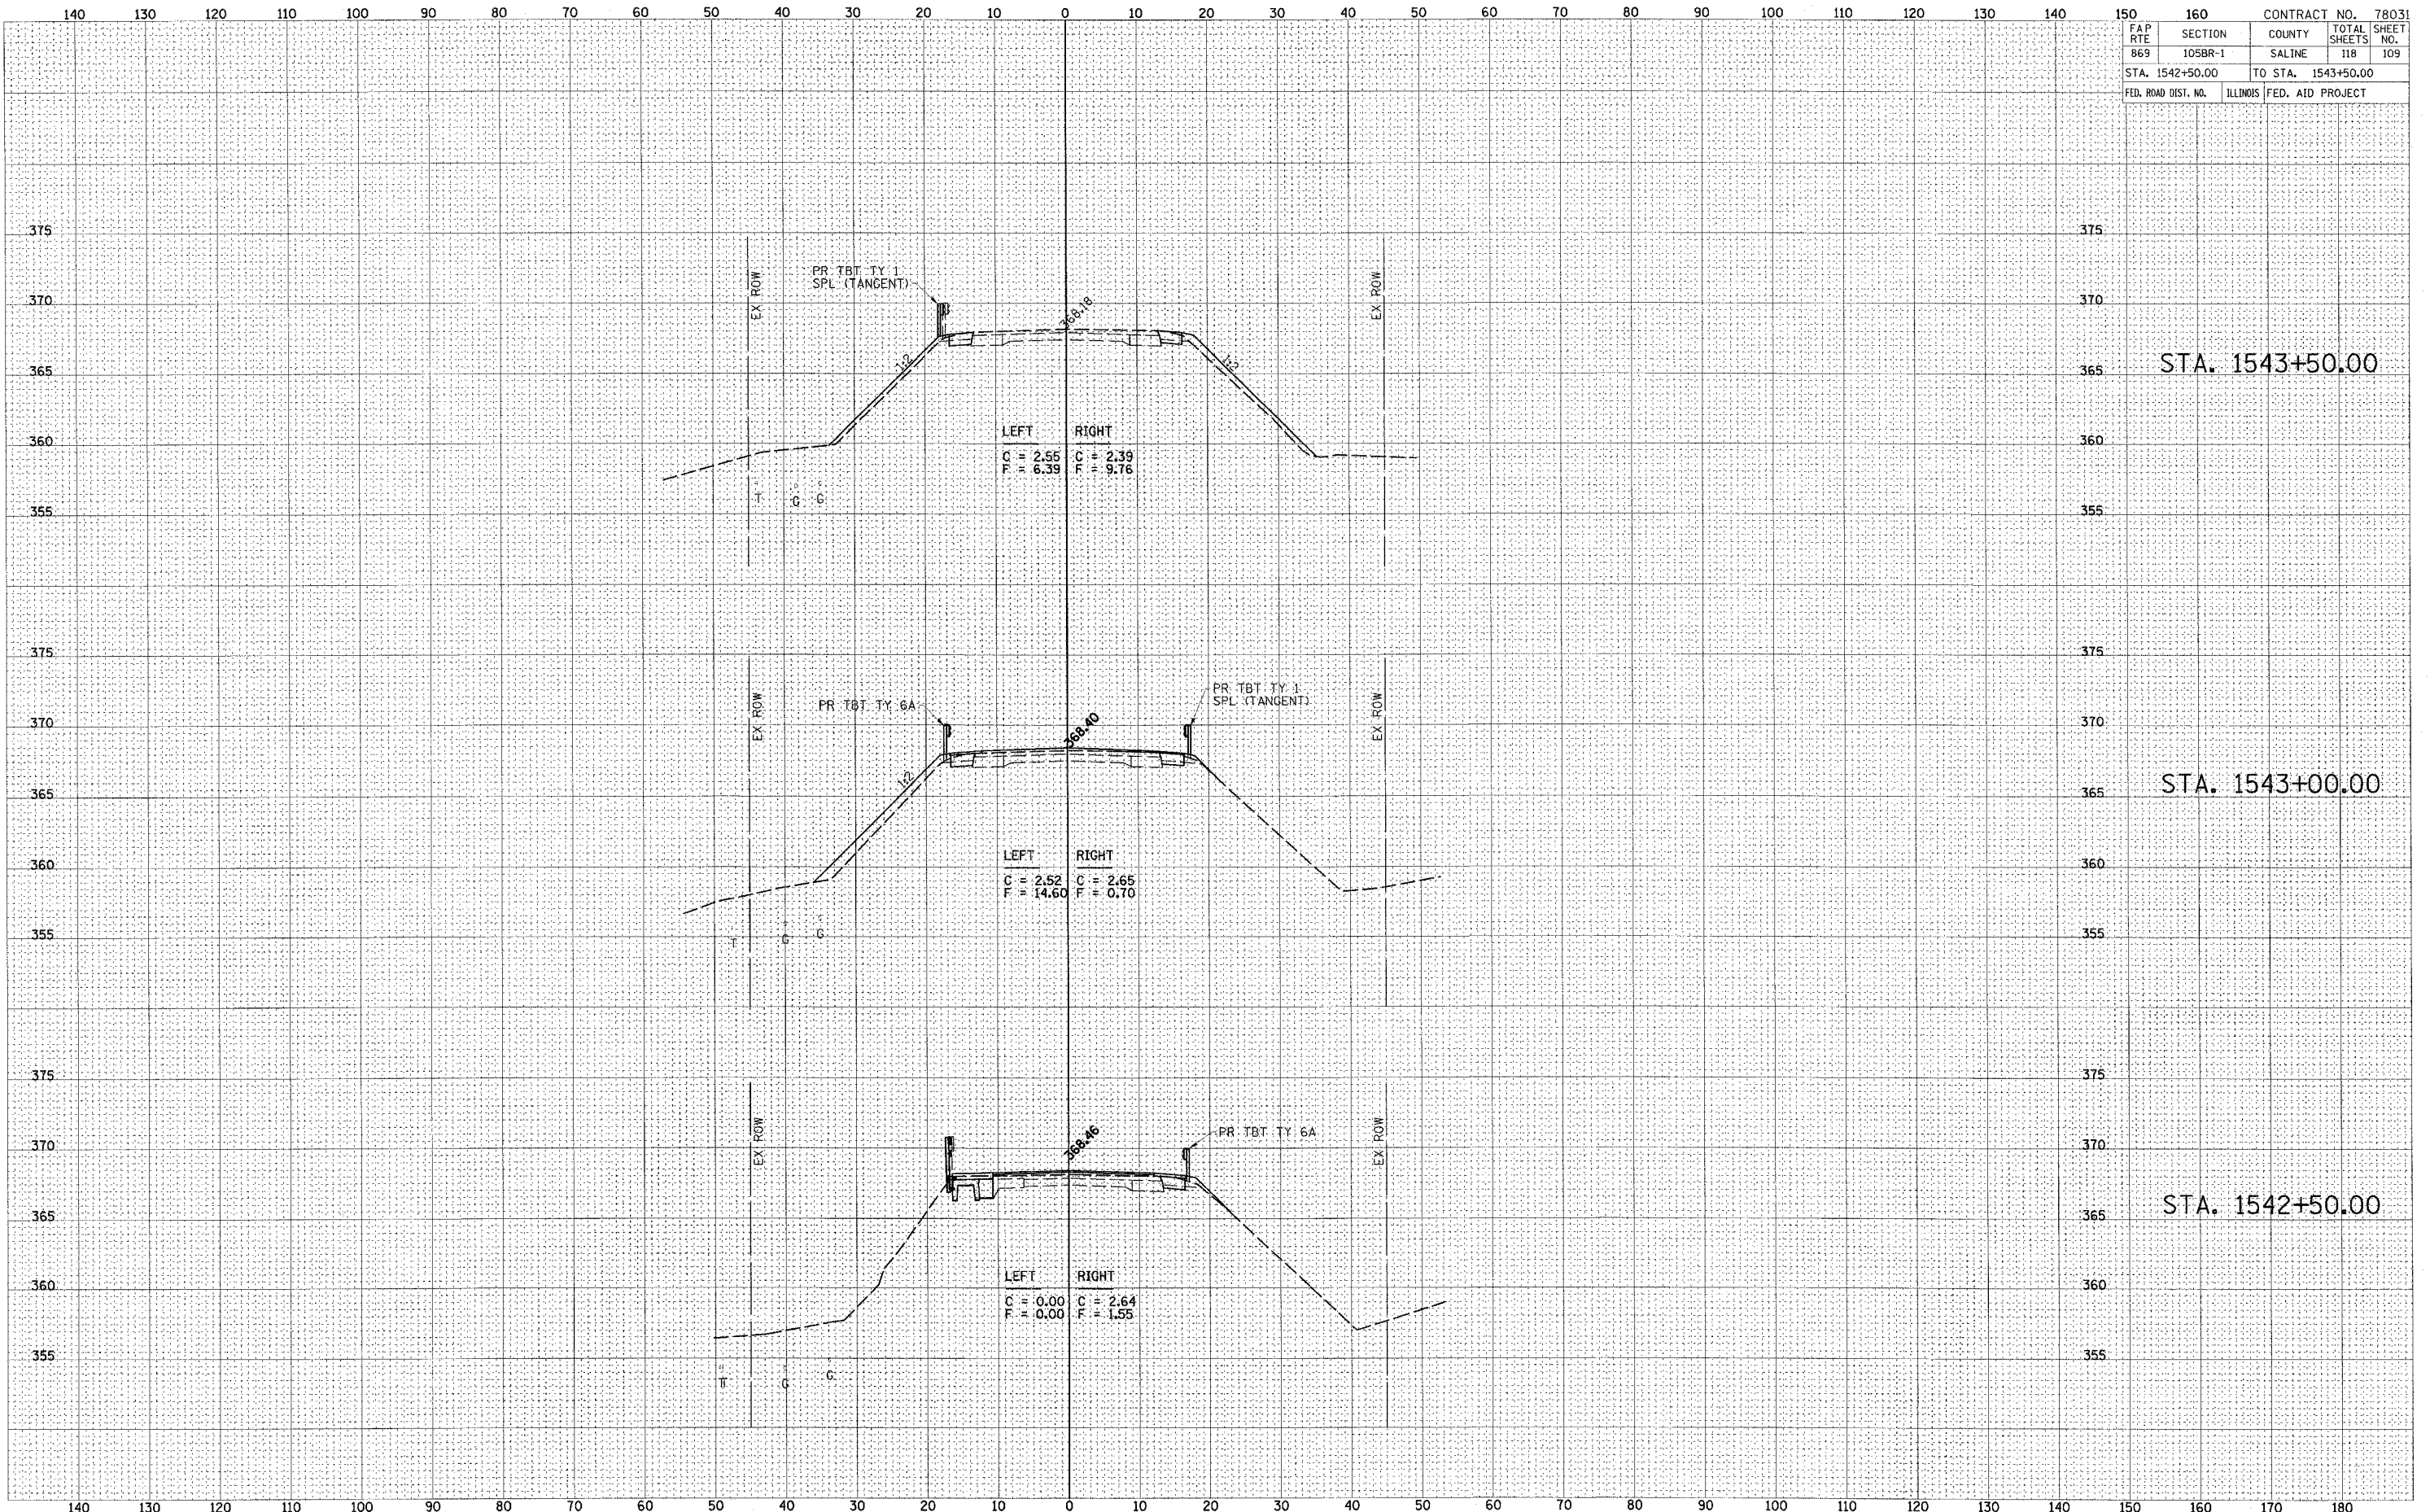 140 130 120 110 100 90 80 70 60 50 40 30 20 10 0 10 20 30 40 50 60 70 80 90 100 110 120 130 140 150 160 CONTRACT NO. 78031
FAP RTE SECTION COUNTY TOTAL SHEETS SHEET NO.
869 105BR-1 SALINE 118 109
STA. 1542+50.00 TO STA. 1543+50.00
FED. ROAD DIST. NO. ILLINOIS FED. AID PROJECT
375 375
EX ROW PR TBT TY 1 EX ROW
SPL (TANGENT)
370 368.18 370
1:2 1:2
365 365 STA. 1543+50.00
360 LEFT RIGHT 360
C = 2.55 C = 2.39
F = 6.39 F = 9.76
T G G
355 355
375 375
EX ROW PR TBT TY 6A PR TBT TY 1 EX ROW
SPL (TANGENT)
370 368.40 370
1:2
365 365 STA. 1543+00.00
360 LEFT RIGHT 360
C = 2.52 C = 2.65
F = 14.60 F = 0.70
T G G
355 355
375 375
EX ROW PR TBT TY 6A EX ROW
370 368.46 370
365 365 STA. 1542+50.00
360 LEFT RIGHT 360
C = 0.00 C = 2.64
F = 0.00 F = 1.55
355 355
G G
140 130 120 110 100 90 80 70 60 50 40 30 20 10 0 10 20 30 40 50 60 70 80 90 100 110 120 130 140 150 160 170 180